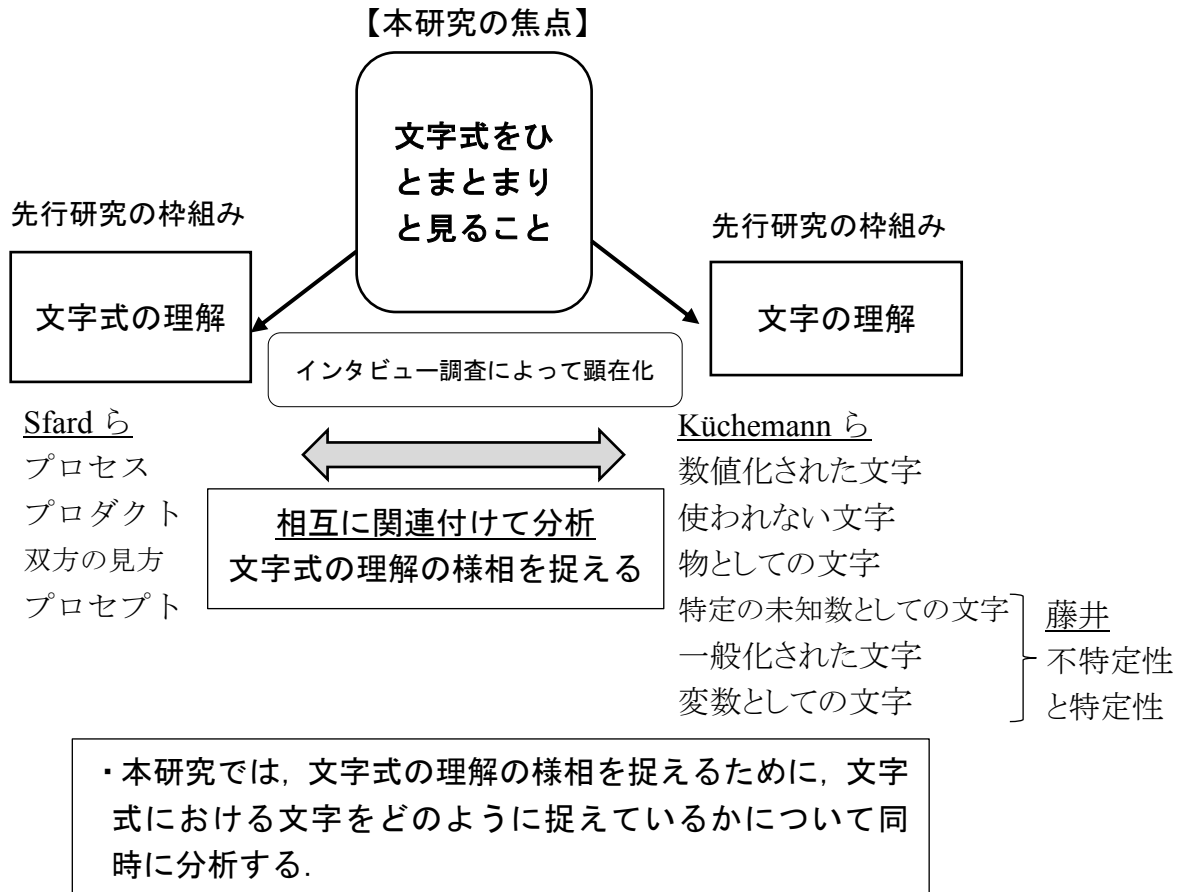 【本研究の焦点】
文字式をひ
とまとまり
と見ること
先行研究の枠組み
文字式の理解
先行研究の枠組み
文字の理解
インタビュー調査によって顕在化
Sfard ら
プロセス
プロダクト
双方の見方
プロセプト
相互に関連付けて分析
文字式の理解の様相を捉える
Küchemann ら
数値化された文字
使われない文字
物としての文字
特定の未知数としての文字
一般化された文字
変数としての文字
藤井
不特定性
と特定性
・本研究では, 文字式の理解の様相を捉えるために, 文字
式における文字をどのように捉えているかについて同
時に分析する.